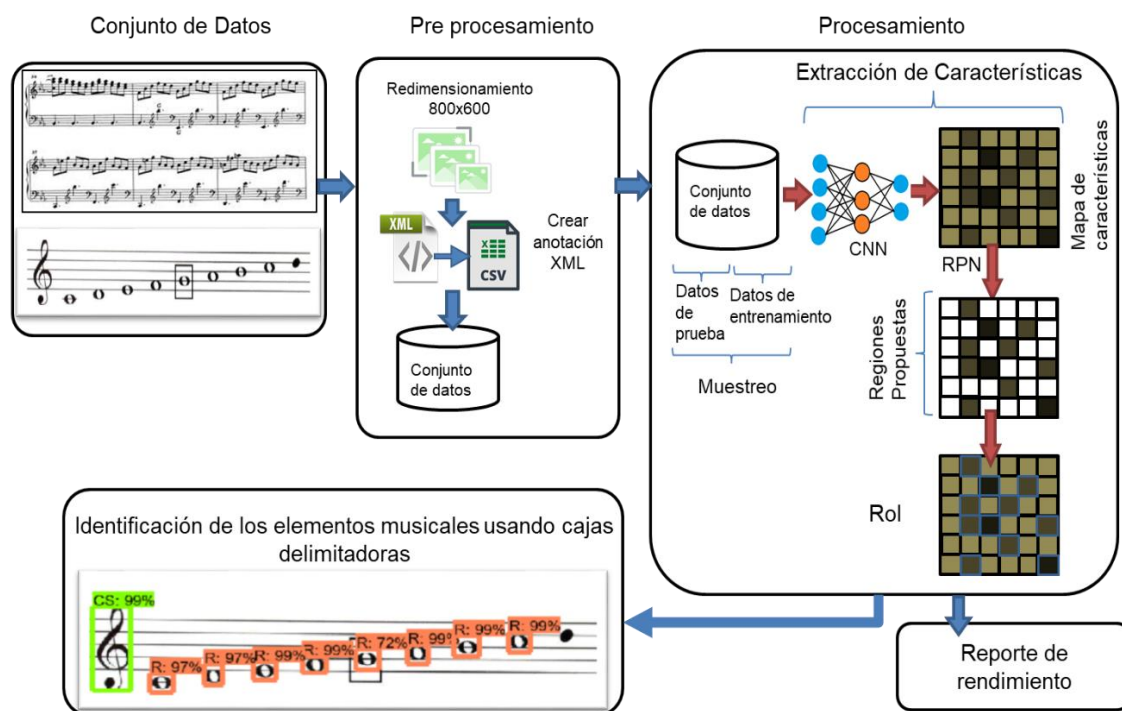 Conjunto de Datos
Pre procesamiento
Procesamiento
Redimensionamiento
800x600
XML
</>
X
CSV
Crear
anotación
XML
Conjunto
de datos
Extracción de Características
Conjunto
de datos
CNN
Mapa de
características
RPN
Datos
de
prueba
Datos de
entrenamiento
Muestreo
Regiones
Propuestas
RoI
Identificación de los elementos musicales usando cajas
delimitadoras
CS: 99%
R: 97%
R: 97%
R: 99%
R: 99%
R: 72%
R: 99%
R: 99%
R: 99%
Reporte de
rendimiento